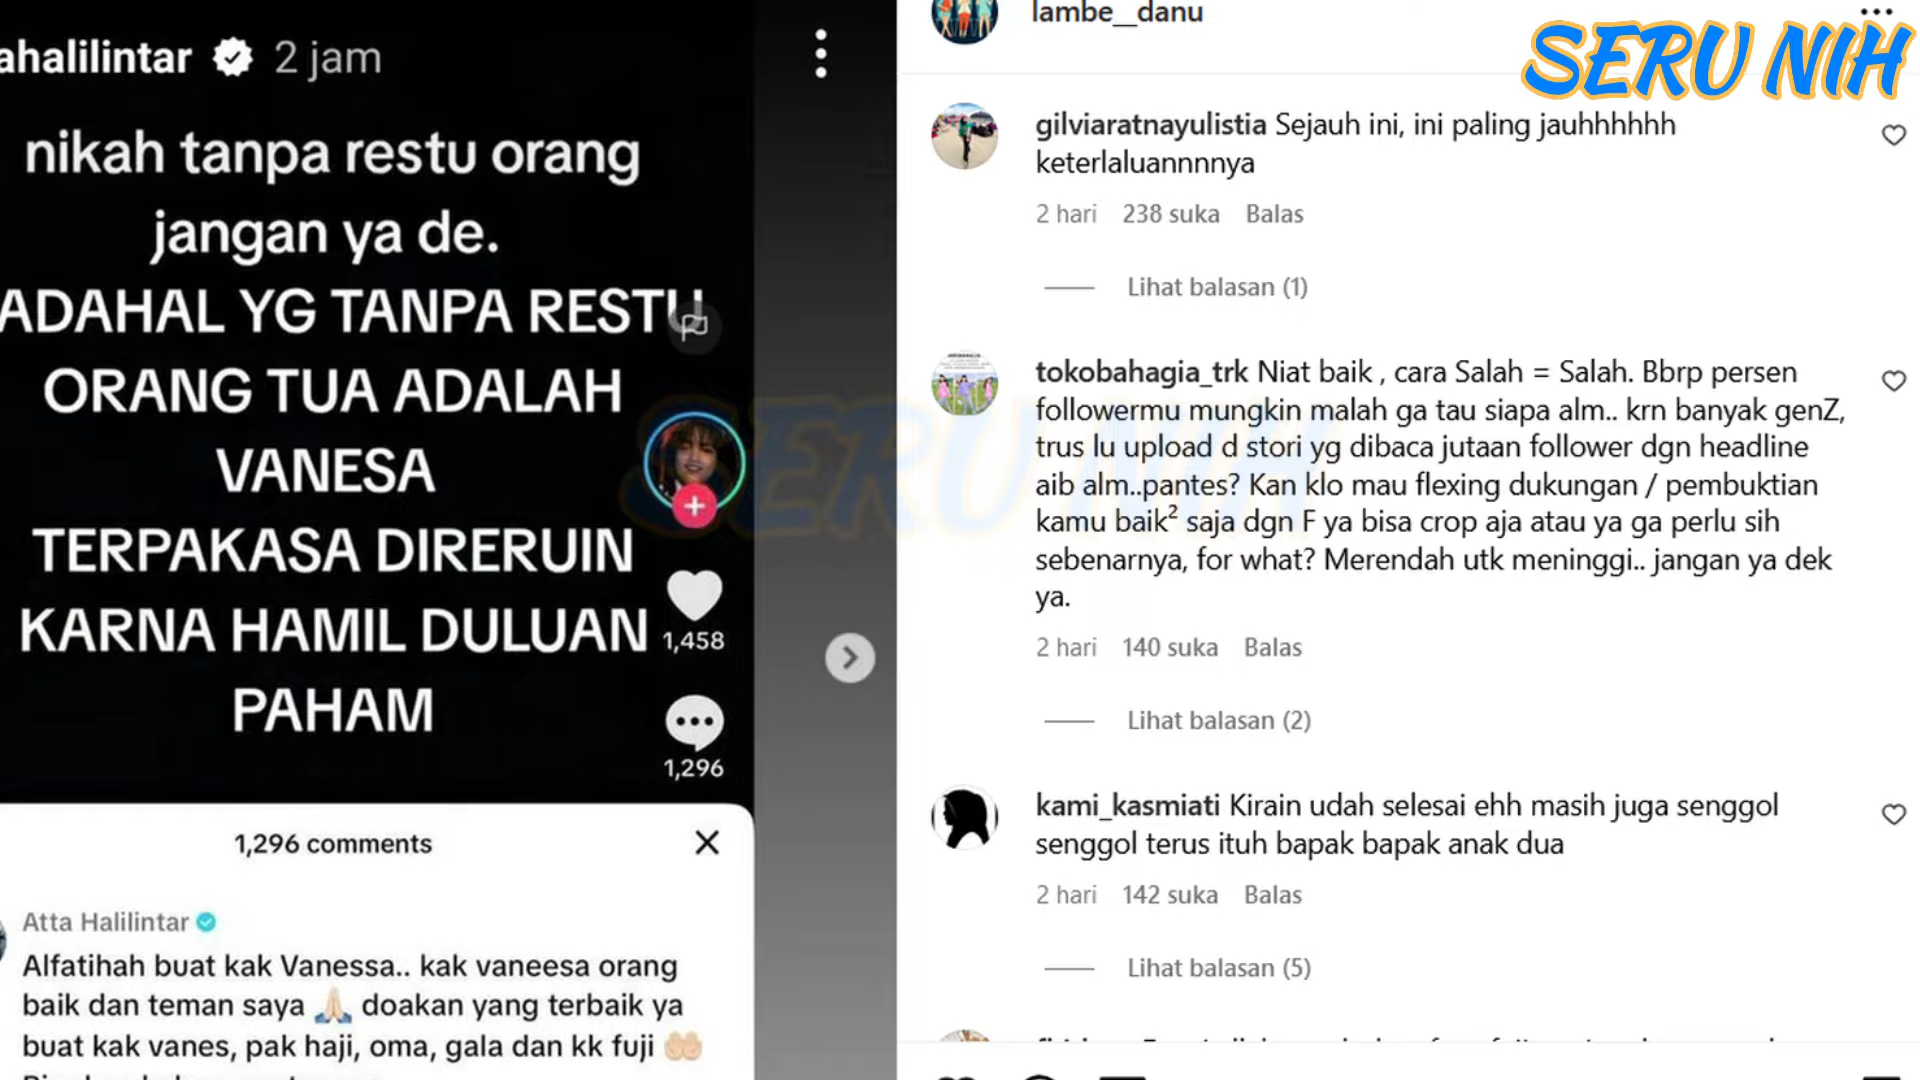 ahalilintar 2 jam
nikah tanpa restu orang
jangan ya de.
ADAHAL YG TANPA RESTU
ORANG TUA ADALAH
VANESA
TERPAKASA DIRERUIN
KARNA HAMIL DULUAN
PAHAM
1,458
1,296
1,296 comments
Atta Halilintar
Alfatihah buat kak Vanessa.. kak vaneesa orang
baik dan teman saya 🙏🏻 doakan yang terbaik ya
buat kak vanes, pak haji, oma, gala dan kk fuji 🤲🏻
lambe__danu
SERU NIH
gilviaratnayulistia Sejauh ini, ini paling jauhhhhhh
keterlaluannnnya
2 hari 238 suka Balas
Lihat balasan (1)
tokobahagia_trk Niat baik , cara Salah = Salah. Bbrp persen
followermu mungkin malah ga tau siapa alm.. krn banyak genZ,
trus lu upload d stori yg dibaca jutaan follower dgn headline
aib alm..pantes? Kan klo mau flexing dukungan / pembuktian
kamu baik² saja dgn F ya bisa crop aja atau ya ga perlu sih
sebenarnya, for what? Merendah utk meninggi.. jangan ya dek
ya.
2 hari 140 suka Balas
Lihat balasan (2)
kami_kasmiati Kirain udah selesai ehh masih juga senggol
senggol terus ituh bapak bapak anak dua
2 hari 142 suka Balas
Lihat balasan (5)
SERU NIH